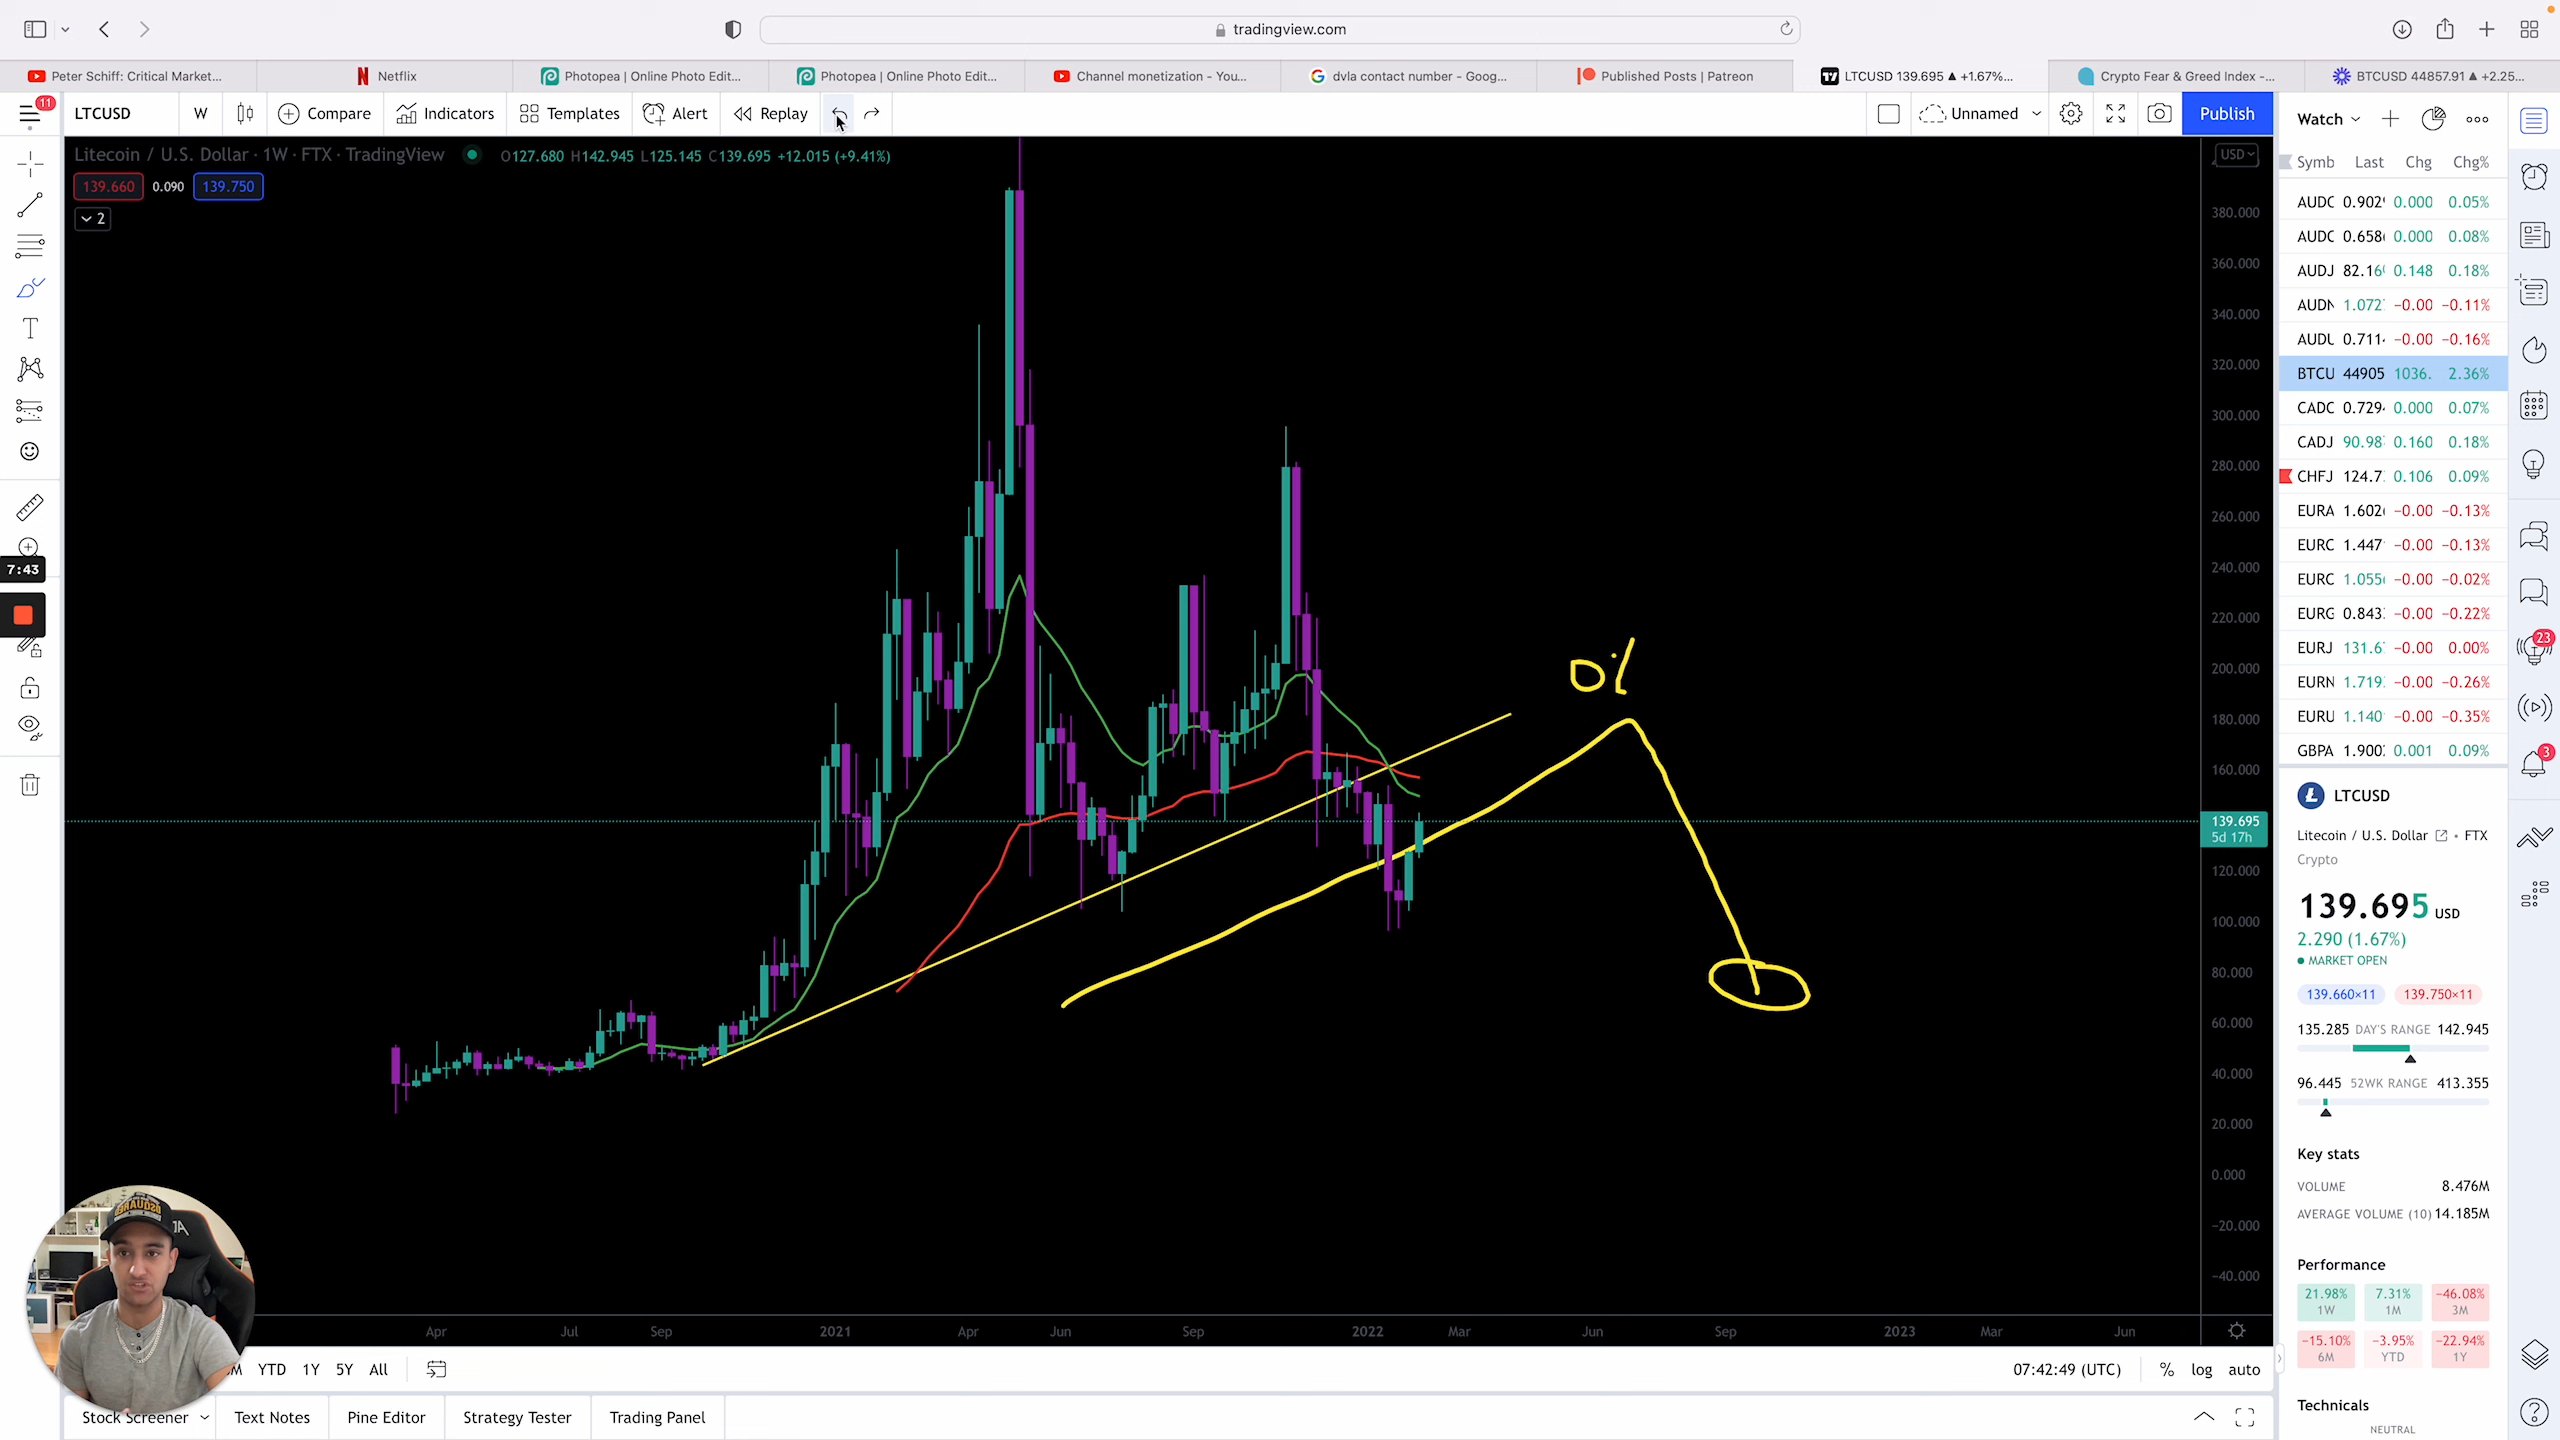 tradingview.com
Peter Schiff: Critical Market...
Netflix
Photopea | Online Photo Edit...
Photopea | Online Photo Edit...
Channel monetization - You...
dvla contact number - Goog...
Published Posts | Patreon
LTCUSD 139.695 ▲ +1.67%...
Crypto Fear & Greed Index -...
BTCUSD 44857.91 ▲ +2.25...
11
LTCUSD
W
Compare
Indicators
Templates
Alert
Replay
Unnamed
Publish
Watch
Litecoin / U.S. Dollar · 1W · FTX · TradingView
O127.680 H142.945 L125.145 C139.695 +12.015 (+9.41%)
USD
139.660 0.090 139.750
2
Symb Last Chg Chg%
AUDC 0.902 0.000 0.05%
AUDC 0.658 0.000 0.08%
AUDJ 82.16 0.148 0.18%
AUDN 1.072 -0.00 -0.11%
AUDU 0.711 -0.00 -0.16%
BTCU 44905 1036. 2.36%
CADC 0.729 0.000 0.07%
CADJ 90.98 0.160 0.18%
CHFJ 124.7 0.106 0.09%
EURA 1.602 -0.00 -0.13%
EURC 1.447 -0.00 -0.13%
EURC 1.055 -0.00 -0.02%
EURG 0.843 -0.00 -0.22%
EURJ 131.6 -0.00 0.00%
EURN 1.719 -0.00 -0.26%
EURU 1.140 -0.00 -0.35%
GBPA 1.900 0.001 0.09%
23
3
380.000
360.000
340.000
320.000
300.000
280.000
260.000
240.000
220.000
200.000
180.000
160.000
139.695
5d 17h
120.000
100.000
80.000
60.000
40.000
20.000
0.000
-20.000
-40.000
0%
7:43
LTCUSD
Litecoin / U.S. Dollar • FTX
Crypto
139.695 USD
2.290 (1.67%)
MARKET OPEN
139.660×11 139.750×11
135.285 DAY'S RANGE 142.945
96.445 52WK RANGE 413.355
Key stats
VOLUME 8.476M
AVERAGE VOLUME (10) 14.185M
Performance
21.98% 7.31% -46.08%
1W 1M 3M
-15.10% -3.95% -22.94%
6M YTD 1Y
Technicals
NEUTRAL
Apr Jul Sep 2021 Apr Jun Sep 2022 Mar Jun Sep 2023 Mar Jun
YTD 1Y 5Y All
07:42:49 (UTC) % log auto
Stock Screener
Text Notes
Pine Editor
Strategy Tester
Trading Panel